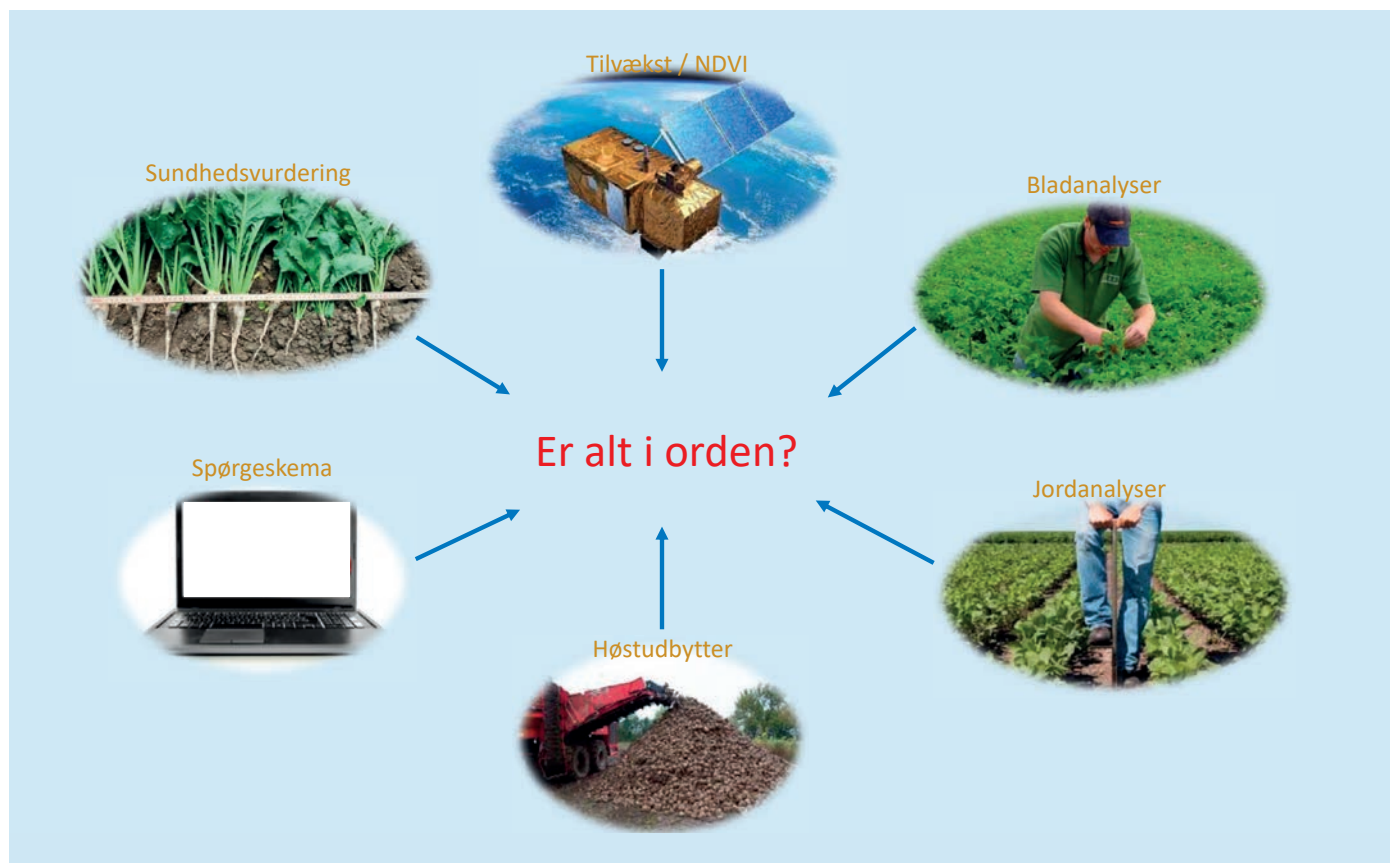 Tilvækst / NDVI
Sundhedsvurdering
Bladanalyser
Er alt i orden?
Spørgeskema
Jordanalyser
Høstudbytter